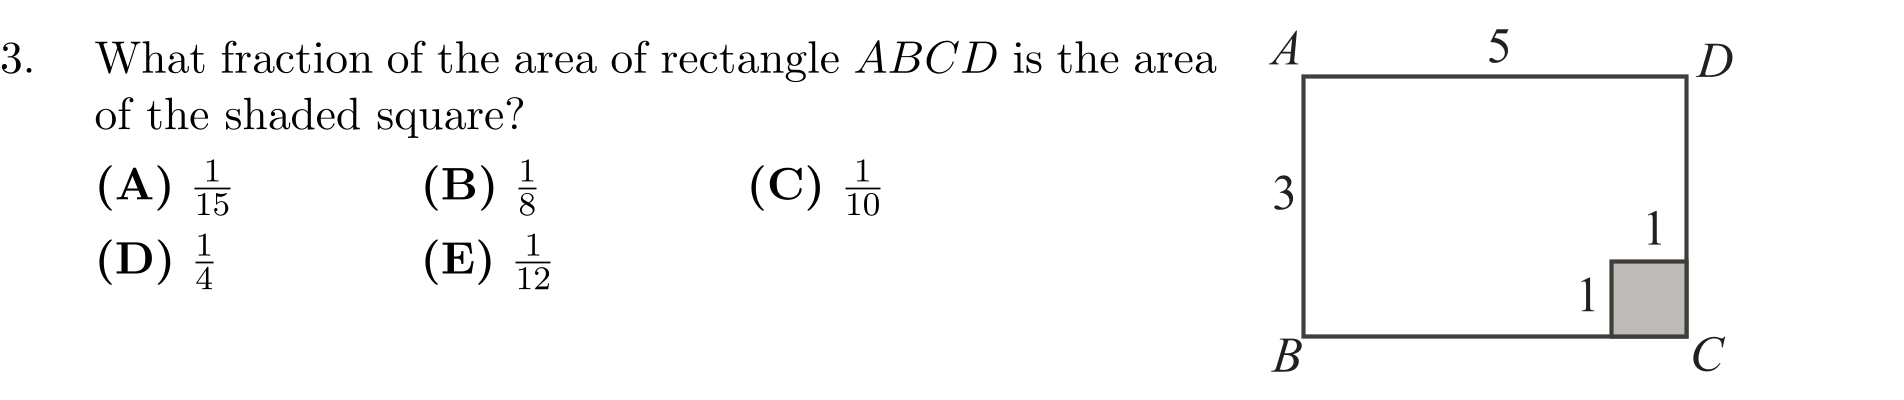 3. What fraction of the area of rectangle ABCD is the area
of the shaded square?
(A) 1/15 (B) 1/8 (C) 1/10
(D) 1/4 (E) 1/12
A 5 D
3
1
1
B C